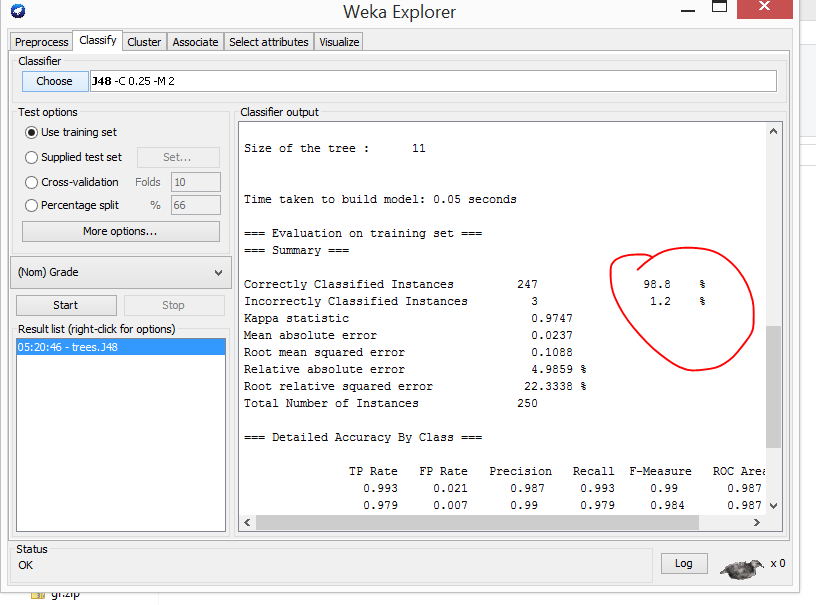 Weka Explorer
Preprocess Classify Cluster Associate Select attributes Visualize
Classifier
Choose J48 -C 0.25 -M 2
Test options
Use training set
Supplied test set Set...
Cross-validation Folds 10
Percentage split % 66
More options...
(Nom) Grade
Start Stop
Result list (right-click for options)
05:20:46 - trees.J48
Classifier output
Size of the tree : 11
Time taken to build model: 0.05 seconds
=== Evaluation on training set ===
=== Summary ===
Correctly Classified Instances 247 98.8 %
Incorrectly Classified Instances 3 1.2 %
Kappa statistic 0.9747
Mean absolute error 0.0237
Root mean squared error 0.1088
Relative absolute error 4.9859 %
Root relative squared error 22.3338 %
Total Number of Instances 250
=== Detailed Accuracy By Class ===
TP Rate FP Rate Precision Recall F-Measure ROC Area
0.993 0.021 0.987 0.993 0.99 0.987
0.979 0.007 0.99 0.979 0.984 0.987
Status
OK
Log x 0